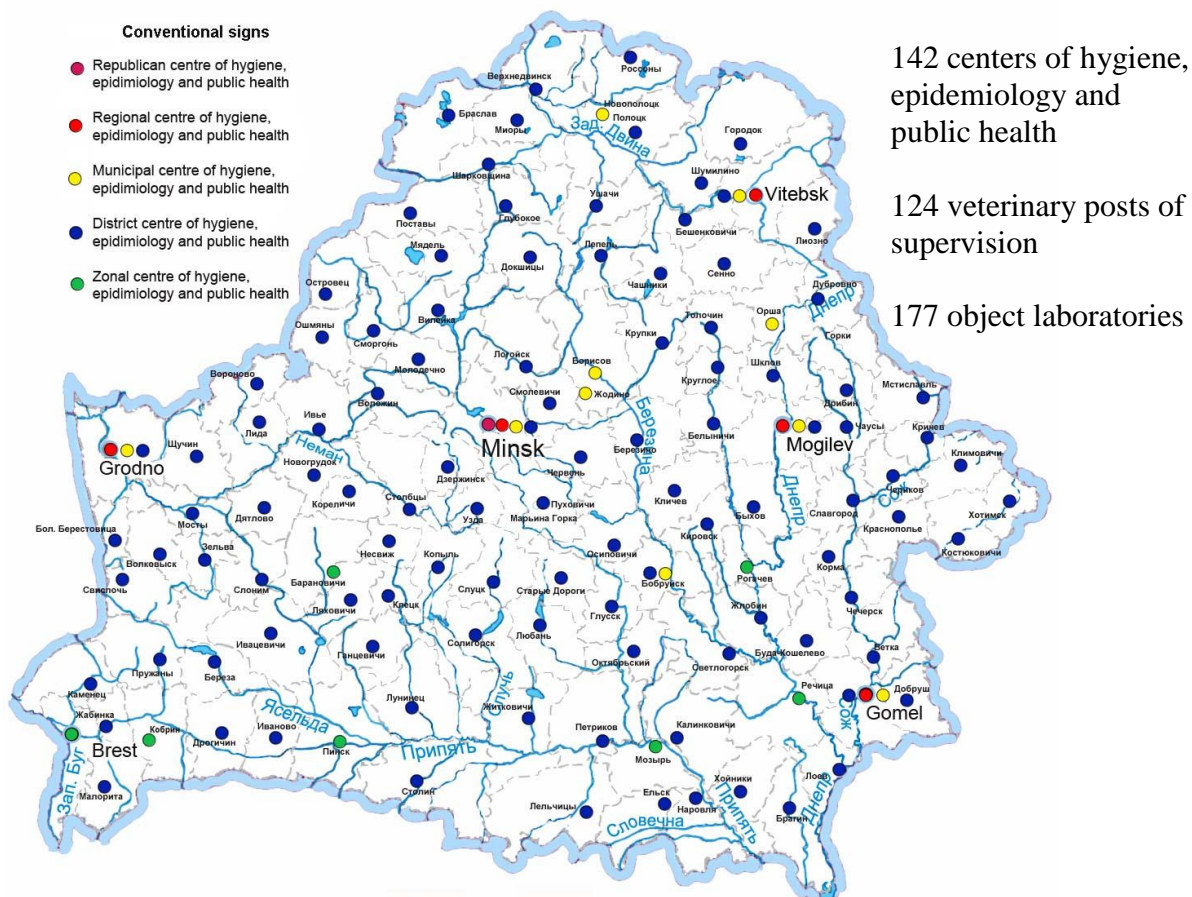 Conventional signs
Republican centre of hygiene,
epidimiology and public health
Regional centre of hygiene,
epidimiology and public health
Municipal centre of hygiene,
epidimiology and public health
District centre of hygiene,
epidimiology and public health
Zonal centre of hygiene,
epidimiology and public health
142 centers of hygiene,
epidemiology and
public health
124 veterinary posts of
supervision
177 object laboratories
Россоны
Верхнедвинск
Новополоцк
Браслав
Миоры
Полоцк
Зад. Двина
Городок
Шумилино
Шарковщина
Ушачи
Vitebsk
Глубокое
Поставы
Бешенковичи
Лиозно
Мядель
Лепель
Докшицы
Сенно
Чашники
Островец
Дубровно
Днепр
Вилейка
Орша
Толочин
Ошмяны
Сморгонь
Крупки
Горки
Логойск
Борисов
Шклов
Молодечно
Круглое
Вороново
Смолевичи
Жодино
Мстиславль
Воложин
Дрибин
Ивье
Березина
Лида
Minsk
Белыничи
Mogilev
Чаусы
Кричев
Щучин
Grodno
Неман
Березино
Климовичи
Новогрудок
Червень
Дзержинск
Днепр
Чериков
Сож
Кореличи
Столбцы
Кличев
Пуховичи
Хотимск
Дятлово
Узда
Марьина Горка
Быхов
Славгород
Краснополье
Мосты
Бол. Берестовица
Кировск
Костюковичи
Несвиж
Копыль
Осиповичи
Зельва
Волковыск
Корма
Рогачев
Барановичи
Бобруйск
Свислочь
Слоним
Слуцк
Старые Дороги
Ляховичи
Клецк
Жлобин
Чечерск
Глусск
Любань
Ивацевичи
Солигорск
Ганцевичи
Буда-Кошелево
Ветка
Октябрьский
Светлогорск
Пружаны
Береза
Каменец
Речица
Добруш
Лунинец
Случь
Житковичи
Ясельда
Жабинка
Gomel
Сож
Кобрин
Иваново
Калинковичи
Петриков
Дрогичин
Brest
Пинск
Припять
Мозырь
Зап. Буг
Хойники
Лоев
Столин
Ельск
Малорита
Припять
Лельчицы
Наровля
Днепр
Брагин
Словечна